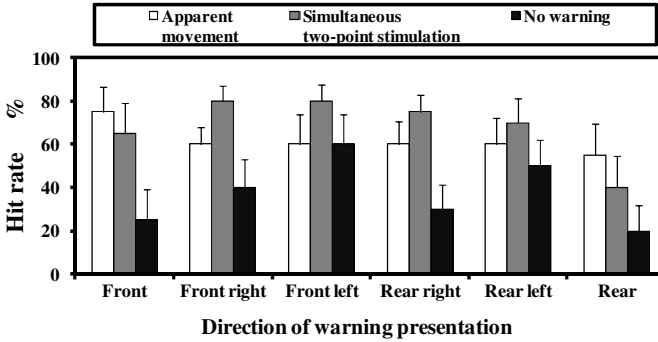 Apparent movement
Simultaneous two-point stimulation
No warning
Hit rate %
100
80
60
40
20
0
Front Front right Front left Rear right Rear left Rear
Direction of warning presentation